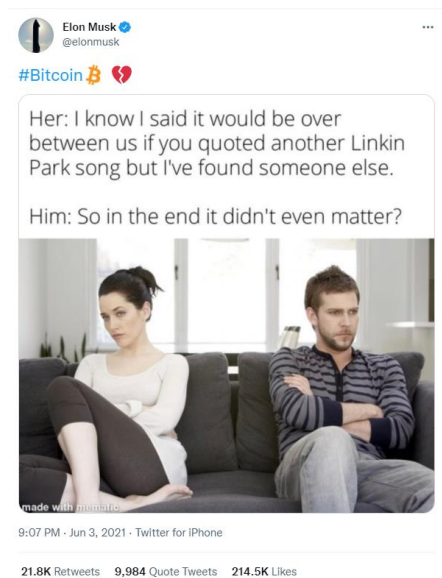 Elon Musk
@elonmusk
#Bitcoin
Her: I know I said it would be over
between us if you quoted another Linkin
Park song but I've found someone else.
Him: So in the end it didn't even matter?
made with mematic
9:07 PM · Jun 3, 2021 · Twitter for iPhone
21.8K Retweets 9,984 Quote Tweets 214.5K Likes